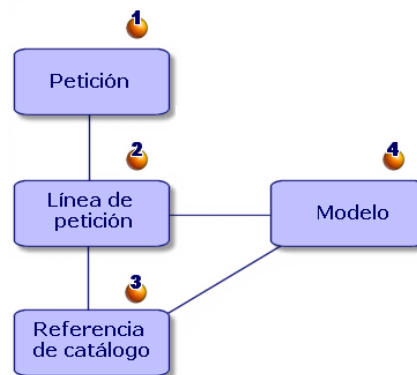 1
Petición
2
4
Línea de
petición
Modelo
3
Referencia
de catálogo